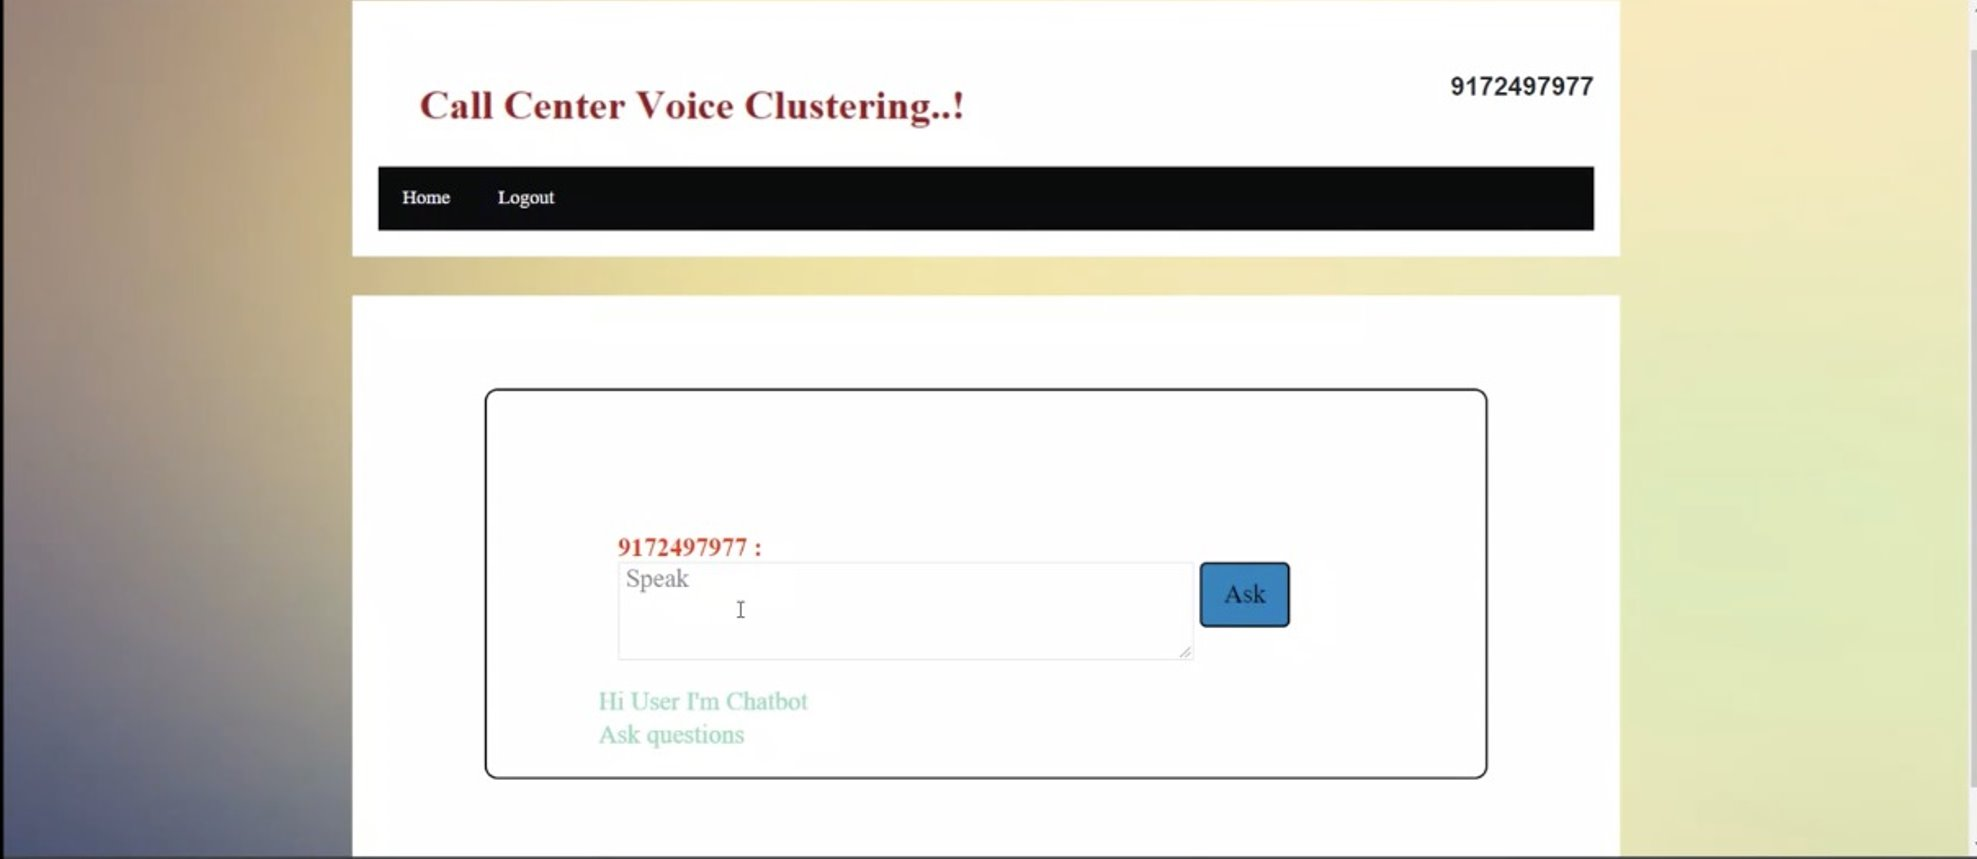 Call Center Voice Clustering..!
9172497977
Home Logout
9172497977 :
Speak
Ask
Hi User I'm Chatbot
Ask questions